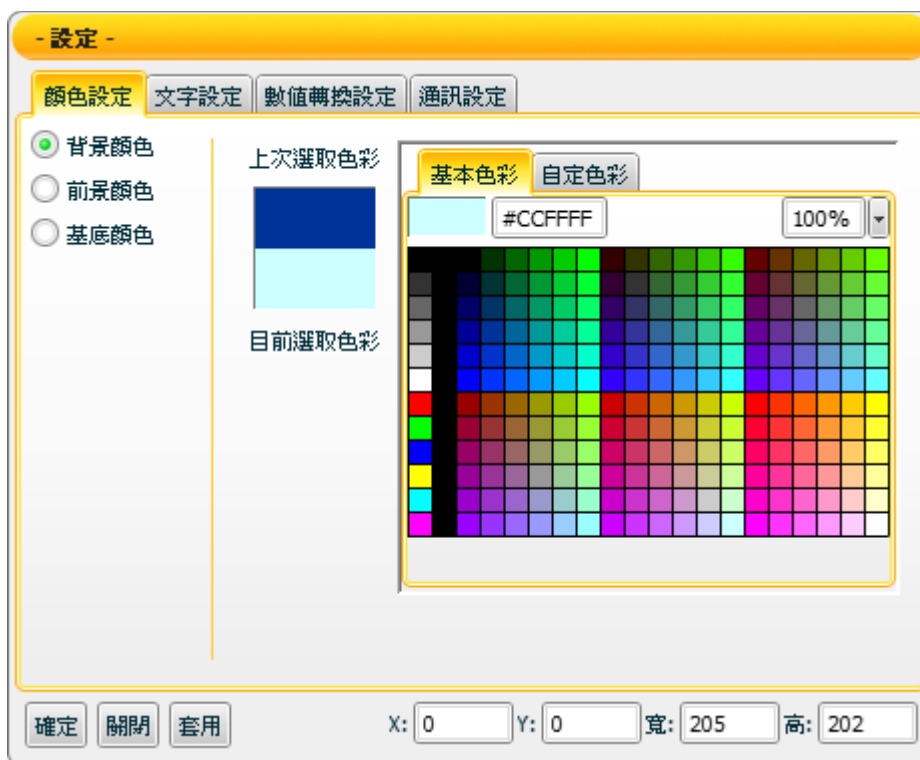 - 設定 -
顏色設定 文字設定 數值轉換設定 通訊設定
背景顏色
前景顏色
基底顏色
上次選取色彩
目前選取色彩
基本色彩 自定色彩
#CCFFFF 100%
確定 關閉 套用 X: 0 Y: 0 寬: 205 高: 202